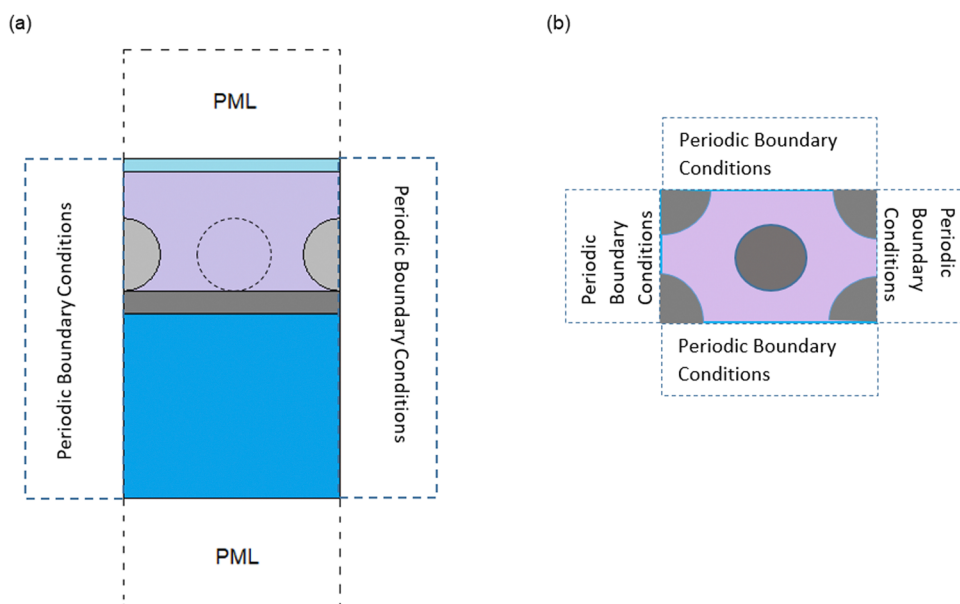 (a)
PML
Periodic Boundary Conditions
Periodic Boundary Conditions
PML
(b)
Periodic Boundary
Conditions
Periodic
Boundary
Conditions
Periodic
Boundary
Conditions
Periodic Boundary
Conditions